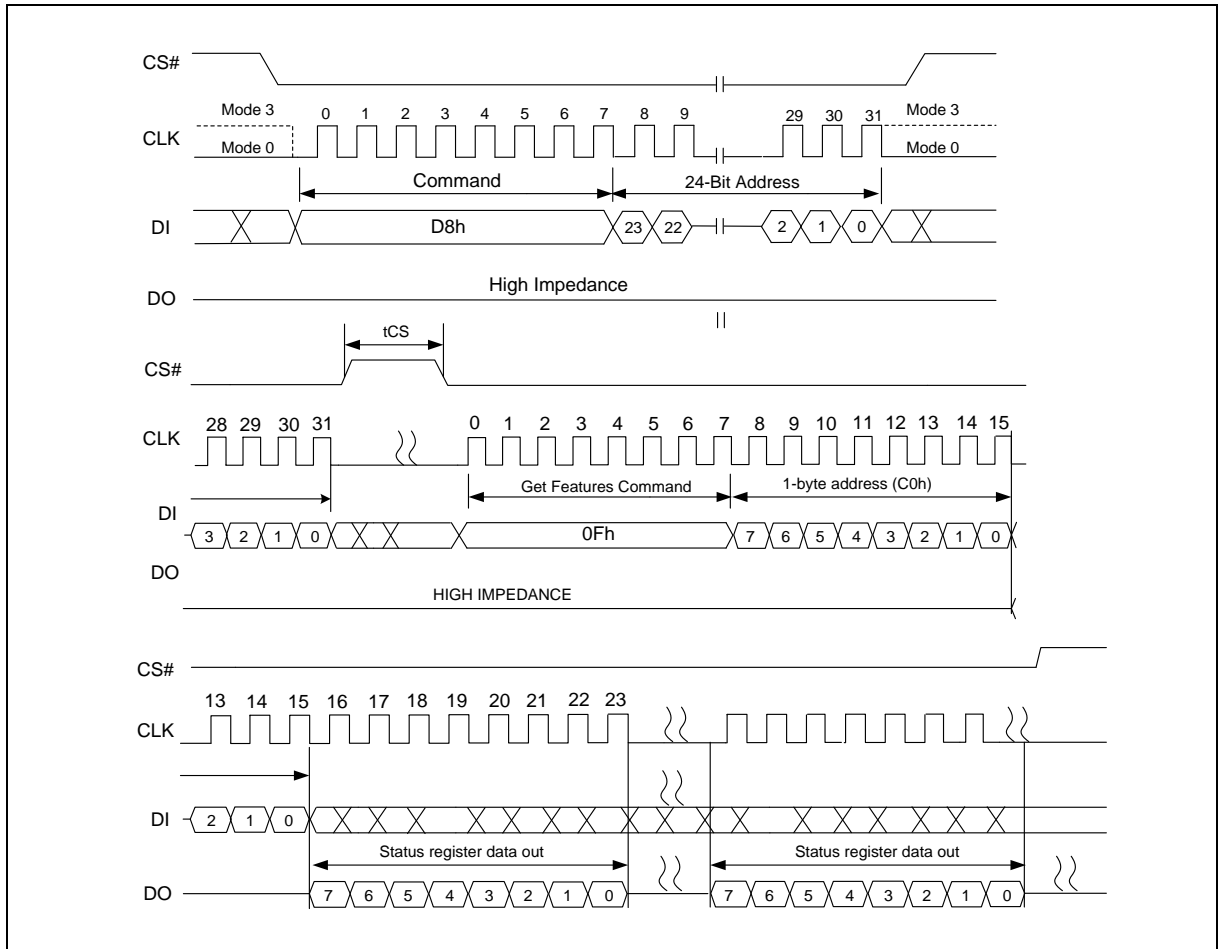 CS#
Mode 3 0 1 2 3 4 5 6 7 8 9 29 30 31 Mode 3
CLK
Mode 0 Mode 0
Command 24-Bit Address
DI D8h 23 22 2 1 0
High Impedance
DO
tCS
CS#
28 29 30 31 0 1 2 3 4 5 6 7 8 9 10 11 12 13 14 15
CLK
Get Features Command 1-byte address (C0h)
DI
3 2 1 0 0Fh 7 6 5 4 3 2 1 0
DO
HIGH IMPEDANCE
CS#
13 14 15 16 17 18 19 20 21 22 23
CLK
DI 2 1 0
Status register data out Status register data out
DO 7 6 5 4 3 2 1 0 7 6 5 4 3 2 1 0